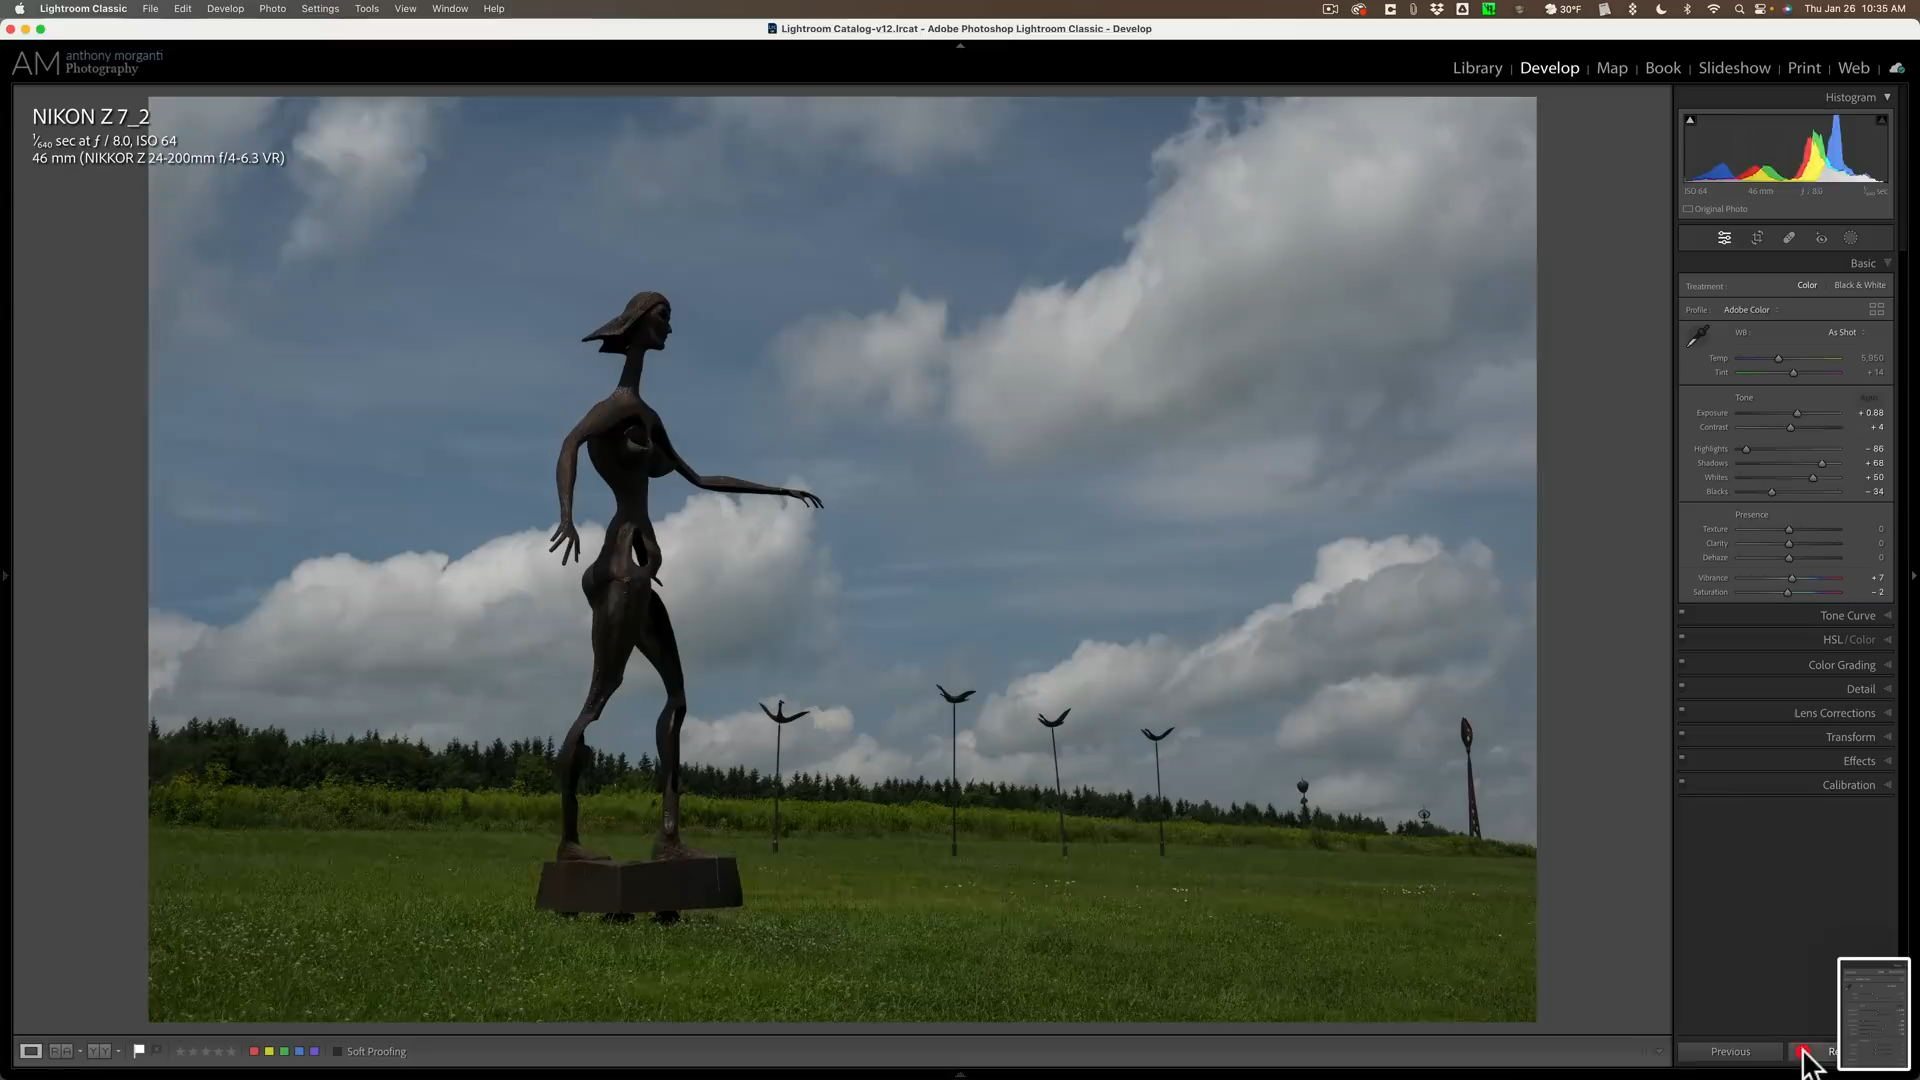 Lightroom Classic File Edit Develop Photo Settings Tools View Window Help
30°F Thu Jan 26 10:35 AM
Lightroom Catalog-v12.lrcat - Adobe Photoshop Lightroom Classic - Develop
AM anthony morganti
Photography
Library | Develop | Map | Book | Slideshow | Print | Web
NIKON Z 7_2
1/640 sec at ƒ / 8.0, ISO 64
46 mm (NIKKOR Z 24-200mm f/4-6.3 VR)
Histogram
ISO 64 46 mm ƒ / 8.0 1/640 sec
Original Photo
Basic
Treatment : Color Black & White
Profile : Adobe Color
WB : As Shot
Temp 5,950
Tint + 14
Tone Auto
Exposure + 0.88
Contrast + 4
Highlights - 86
Shadows + 68
Whites + 50
Blacks - 34
Presence
Texture 0
Clarity 0
Dehaze 0
Vibrance + 7
Saturation - 2
Tone Curve
HSL / Color
Color Grading
Detail
Lens Corrections
Transform
Effects
Calibration
Soft Proofing
Previous